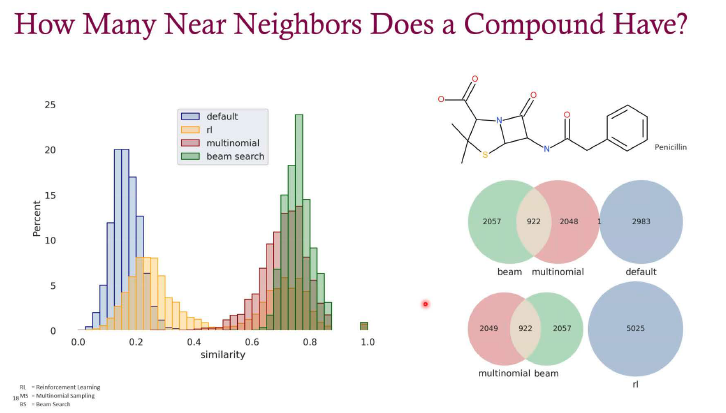 How Many Near Neighbors Does a Compound Have?
25
20
15
10
5
0
Percent
0.0 0.2 0.4 0.6 0.8 1.0
similarity
default
rl
multinomial
beam search
O
O
O
N
O
S
N
Penicillin
2057 922 2048 1 2983
beam multinomial default
2049 922 2057 5025
multinomial beam
rl
RL = Reinforcement Learning
18 MS = Multinomial Sampling
BS = Beam Search